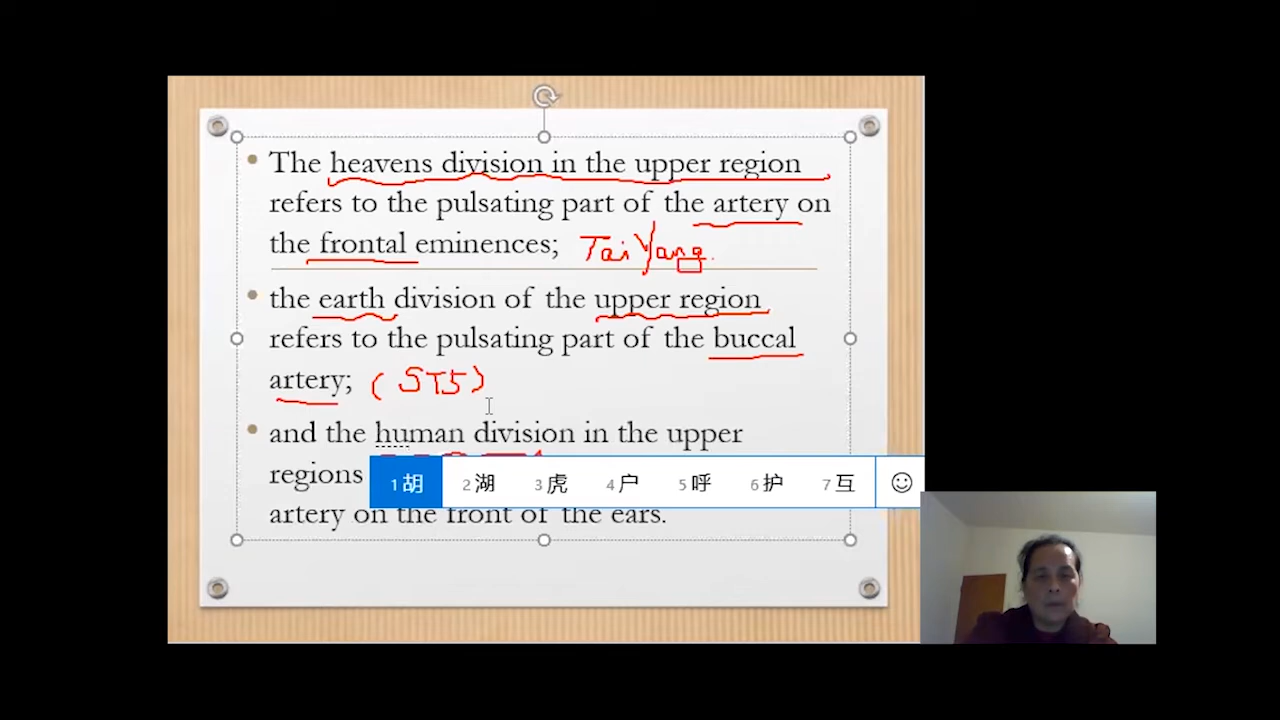 The heavens division in the upper region
refers to the pulsating part of the artery on
the frontal eminences; TaiYang.
the earth division of the upper region
refers to the pulsating part of the buccal
artery; (ST5)
and the human division in the upper
regions
1胡 2湖 3虎 4户 5呼 6护 7互
artery on the front of the ears.